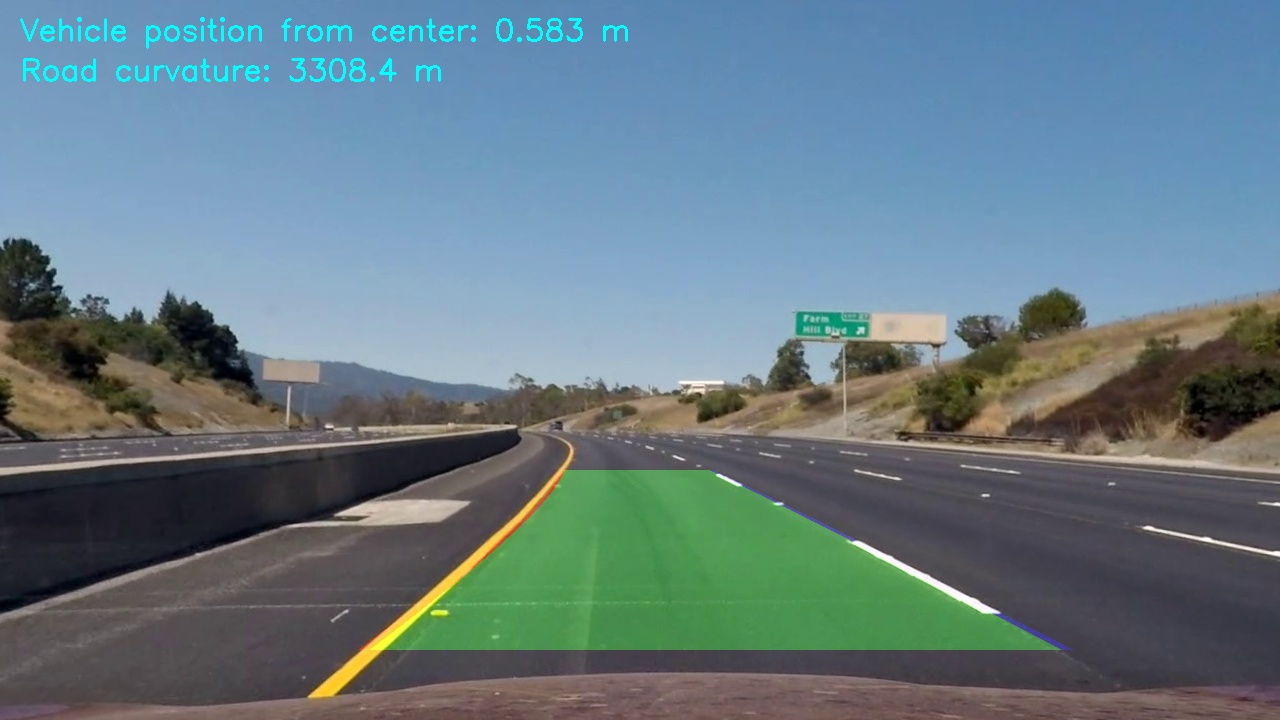 Vehicle position from center: 0.583 m
Road curvature: 3308.4 m
Farm
Hill Blvd